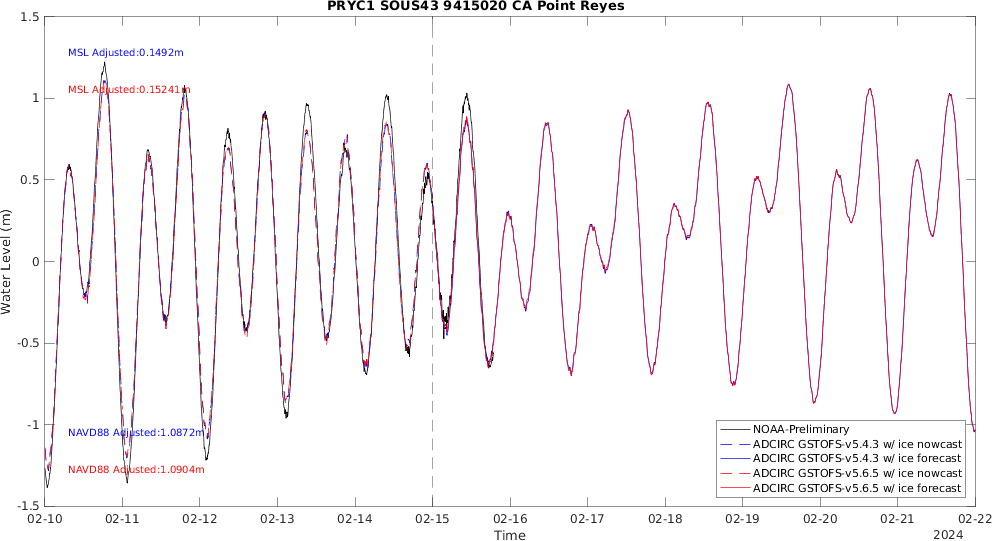 PRYC1 SOUS43 9415020 CA Point Reyes
1.5
1
0.5
0
-0.5
-1
-1.5
Water Level (m)
MSL Adjusted:0.1492m
MSL Adjusted:0.15241m
NAVD88 Adjusted:1.0872m
NAVD88 Adjusted:1.0904m
NOAA-Preliminary
ADCIRC GSTOFS-v5.4.3 w/ ice nowcast
ADCIRC GSTOFS-v5.4.3 w/ ice forecast
ADCIRC GSTOFS-v5.6.5 w/ ice nowcast
ADCIRC GSTOFS-v5.6.5 w/ ice forecast
02-10 02-11 02-12 02-13 02-14 02-15 02-16 02-17 02-18 02-19 02-20 02-21 02-22
Time
2024